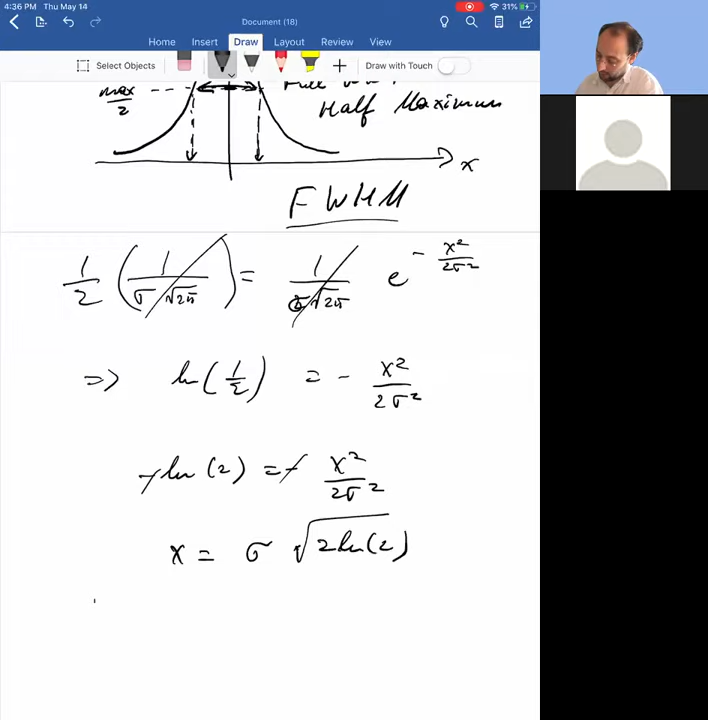 4:36 PM Thu May 14
31%
Document (18)
Home Insert Draw Layout Review View
Select Objects
Draw with Touch
max/2
Half Maximum
x
FWHM
1/2 (1/(σ√2π)) = 1/(σ√2π) e^(-x²/2σ²)
=> ln(1/2) = - x²/2σ²
-ln(2) = - x²/2σ²
x = σ √2ln(2)